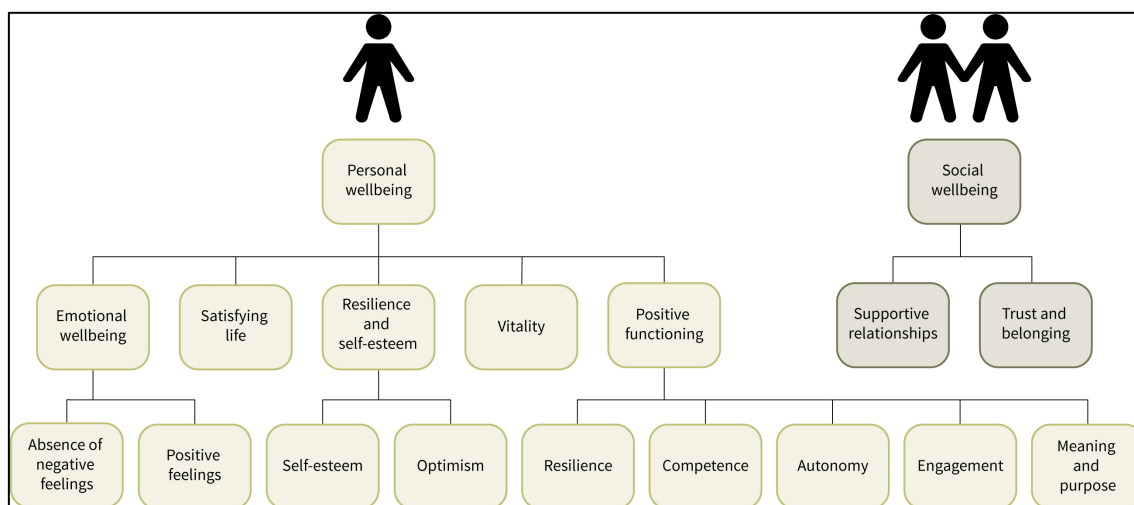 Personal
wellbeing
Social
wellbeing
Emotional
wellbeing
Satisfying
life
Resilience
and
self-esteem
Vitality
Positive
functioning
Supportive
relationships
Trust and
belonging
Absence of
negative
feelings
Positive
feelings
Self-esteem
Optimism
Resilience
Competence
Autonomy
Engagement
Meaning
and
purpose